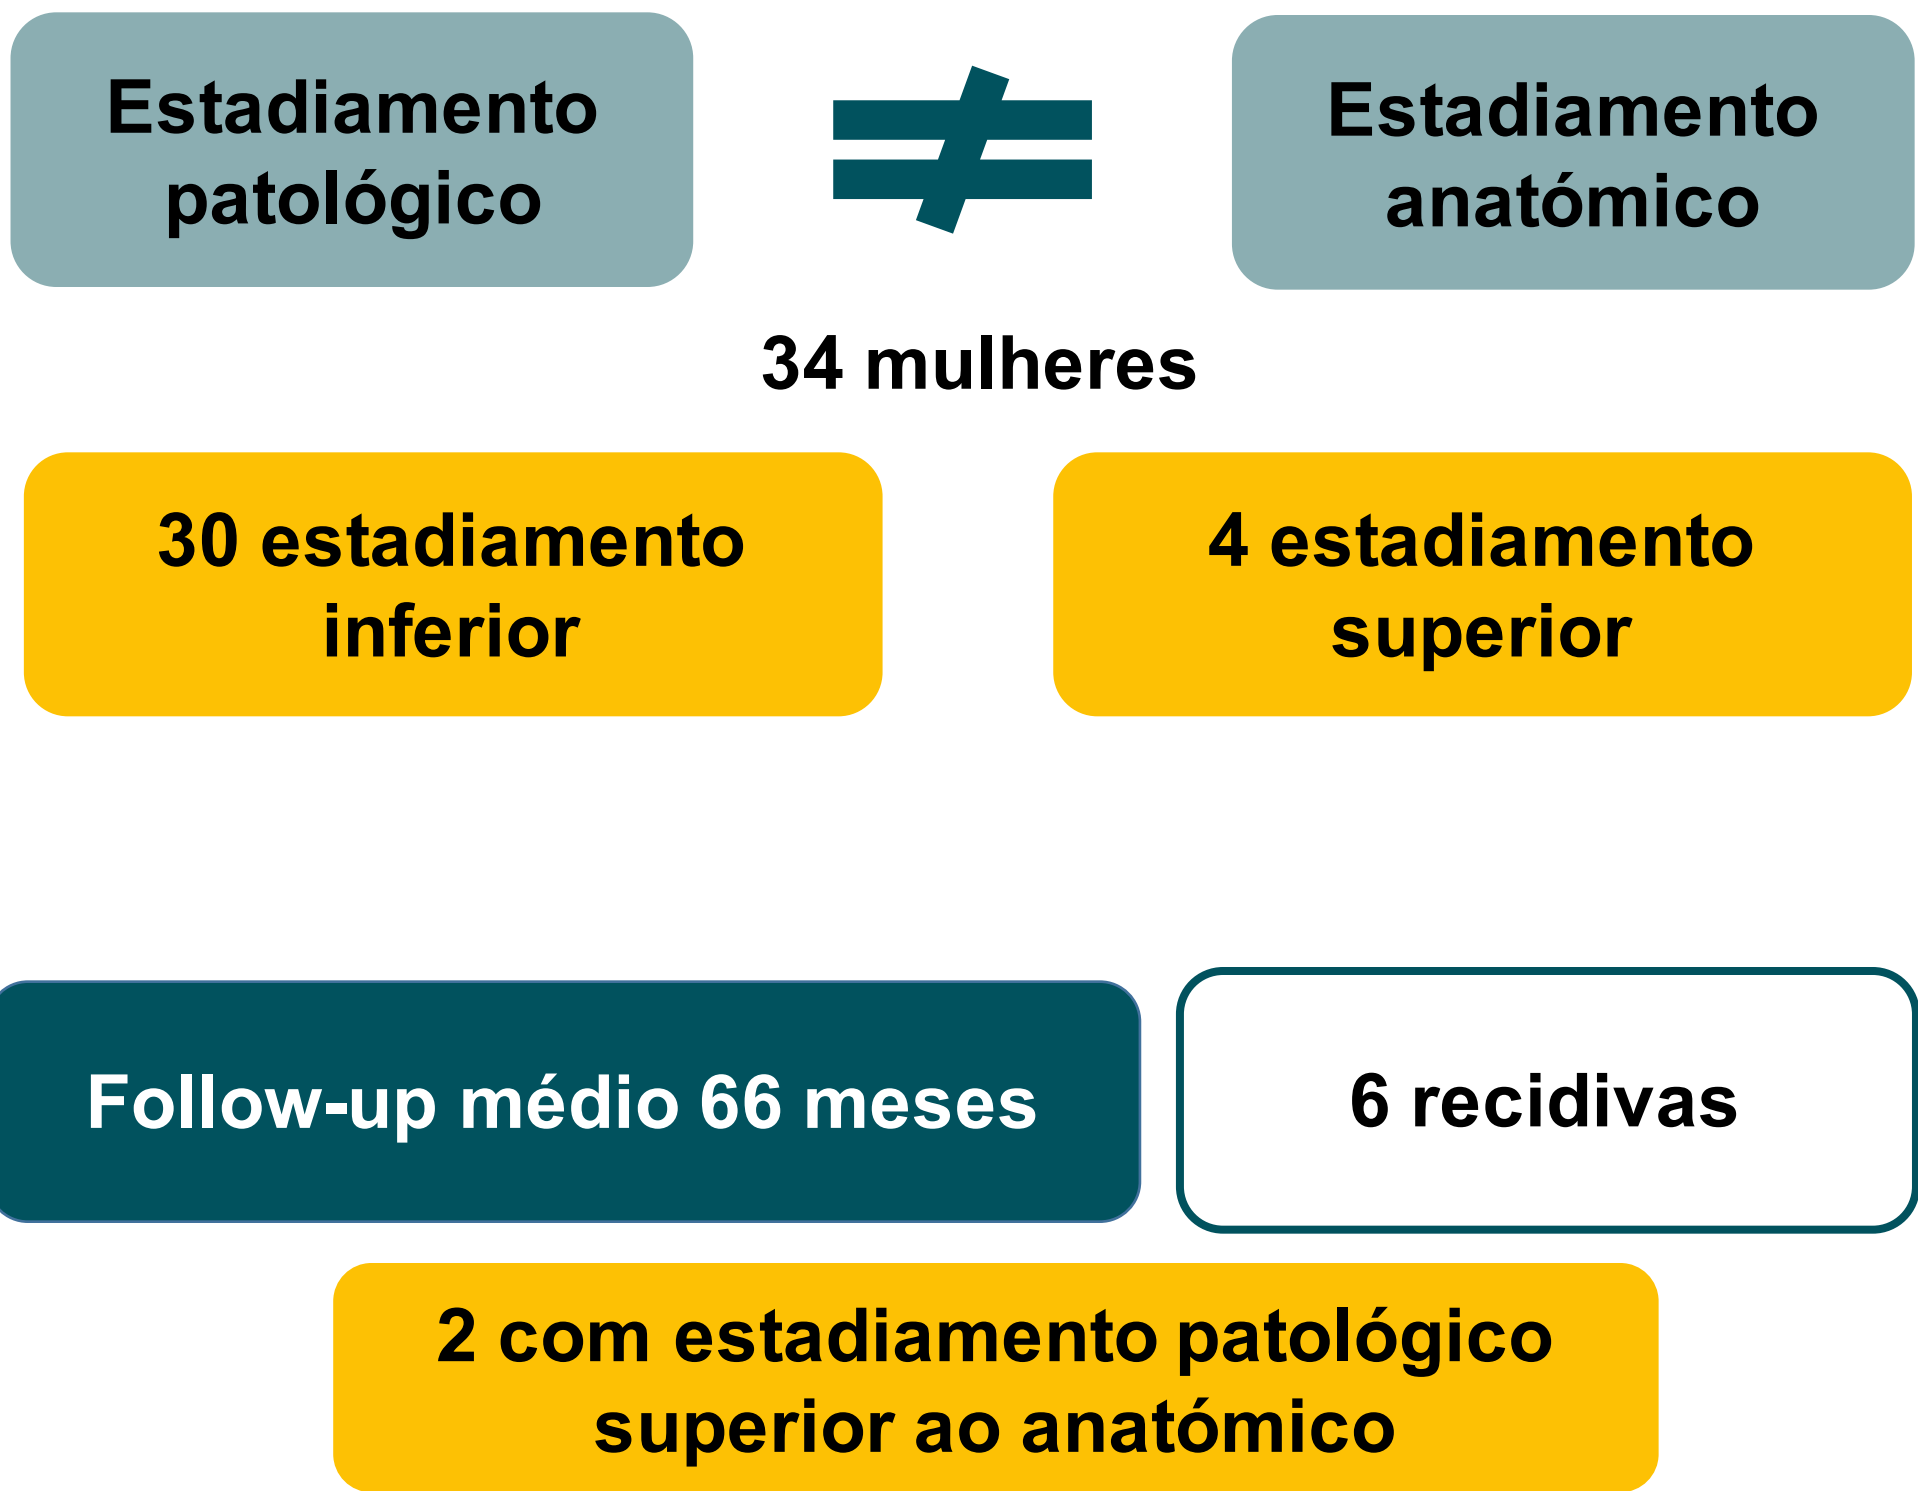 Estadiamento
patológico
≠
Estadiamento
anatómico
34 mulheres
30 estadiamento
inferior
4 estadiamento
superior
Follow-up médio 66 meses
6 recidivas
2 com estadiamento patológico
superior ao anatómico